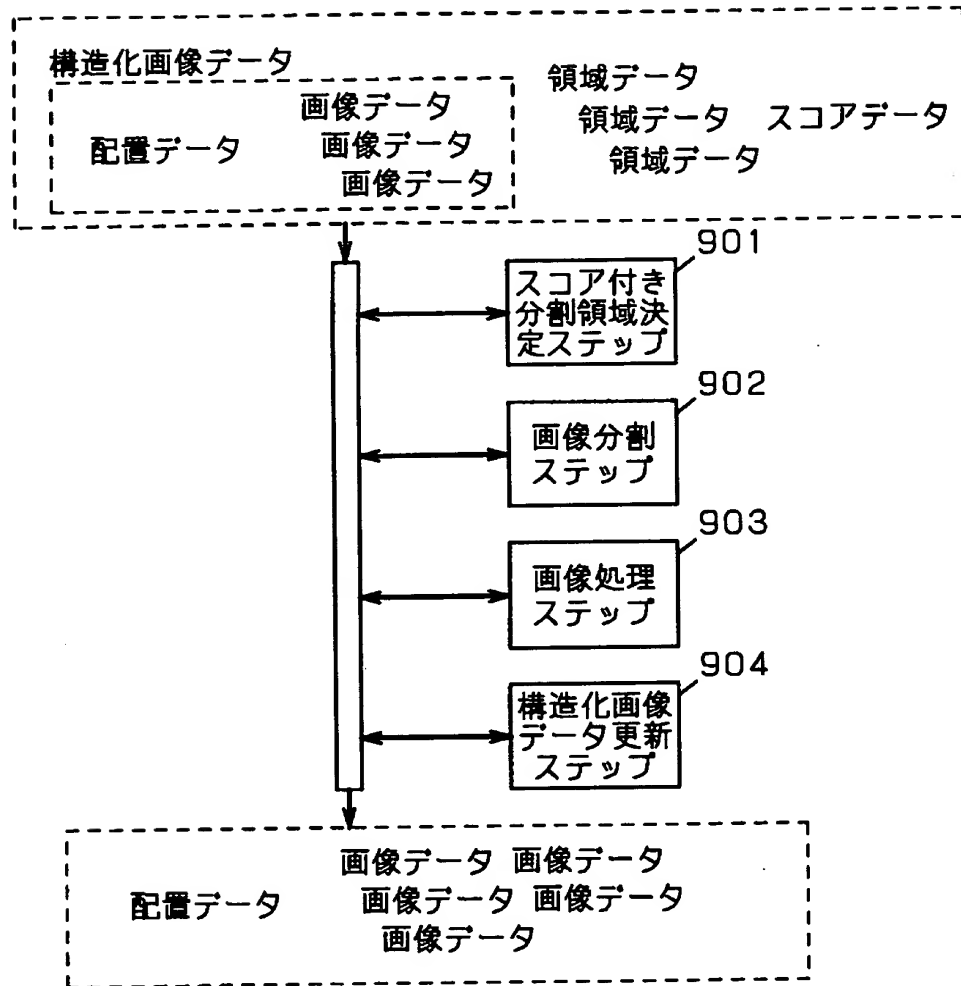 構造化画像データ
配置データ
画像データ
画像データ
画像データ
領域データ
領域データ スコアデータ
領域データ
901
スコア付き
分割領域決
定ステップ
902
画像分割
ステップ
903
画像処理
ステップ
904
構造化画像
データ更新
ステップ
配置データ
画像データ 画像データ
画像データ 画像データ
画像データ